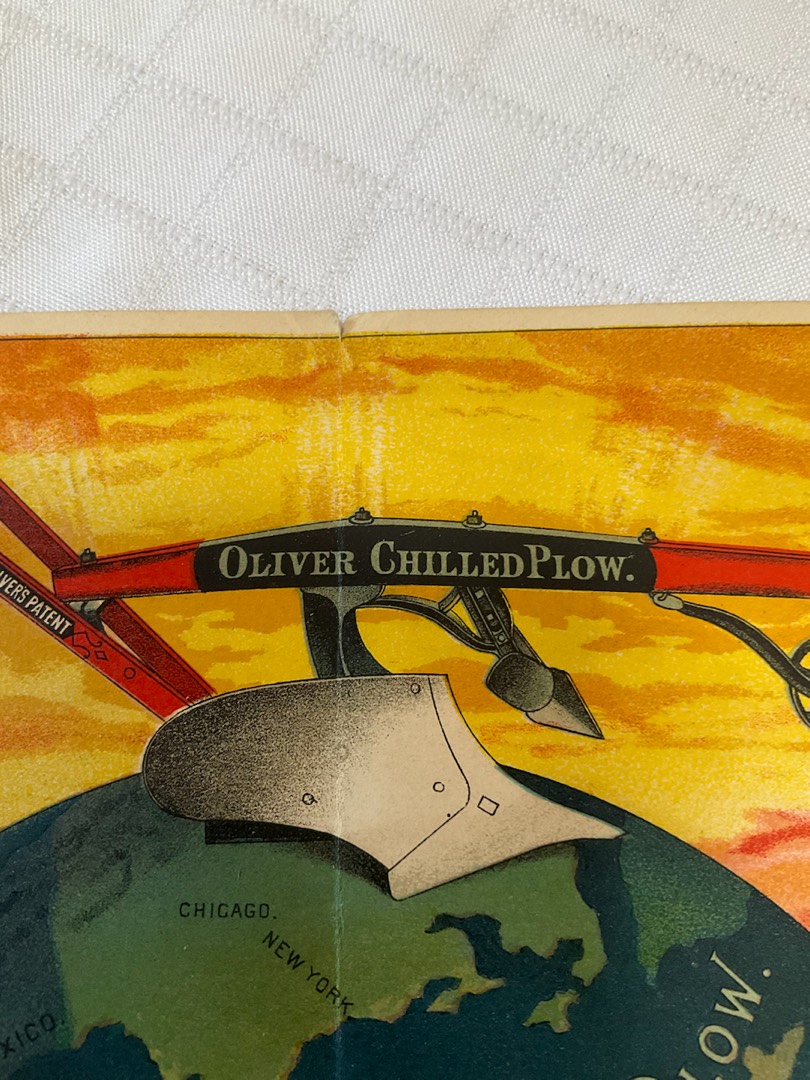 OLIVER CHILLED PLOW.
VERS PATENT
CHICAGO.
NEW YORK
XICO.
LOW.